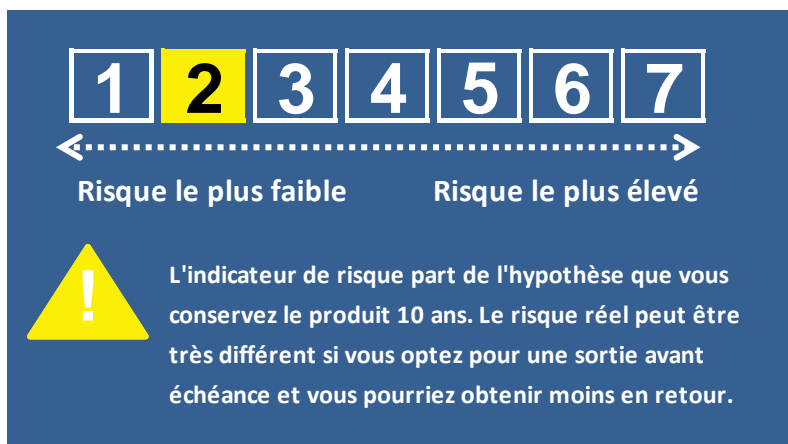 1 2 3 4 5 6 7
Risque le plus faible Risque le plus élevé
!
L'indicateur de risque part de l'hypothèse que vous
conservez le produit 10 ans. Le risque réel peut être
très différent si vous optez pour une sortie avant
échéance et vous pourriez obtenir moins en retour.